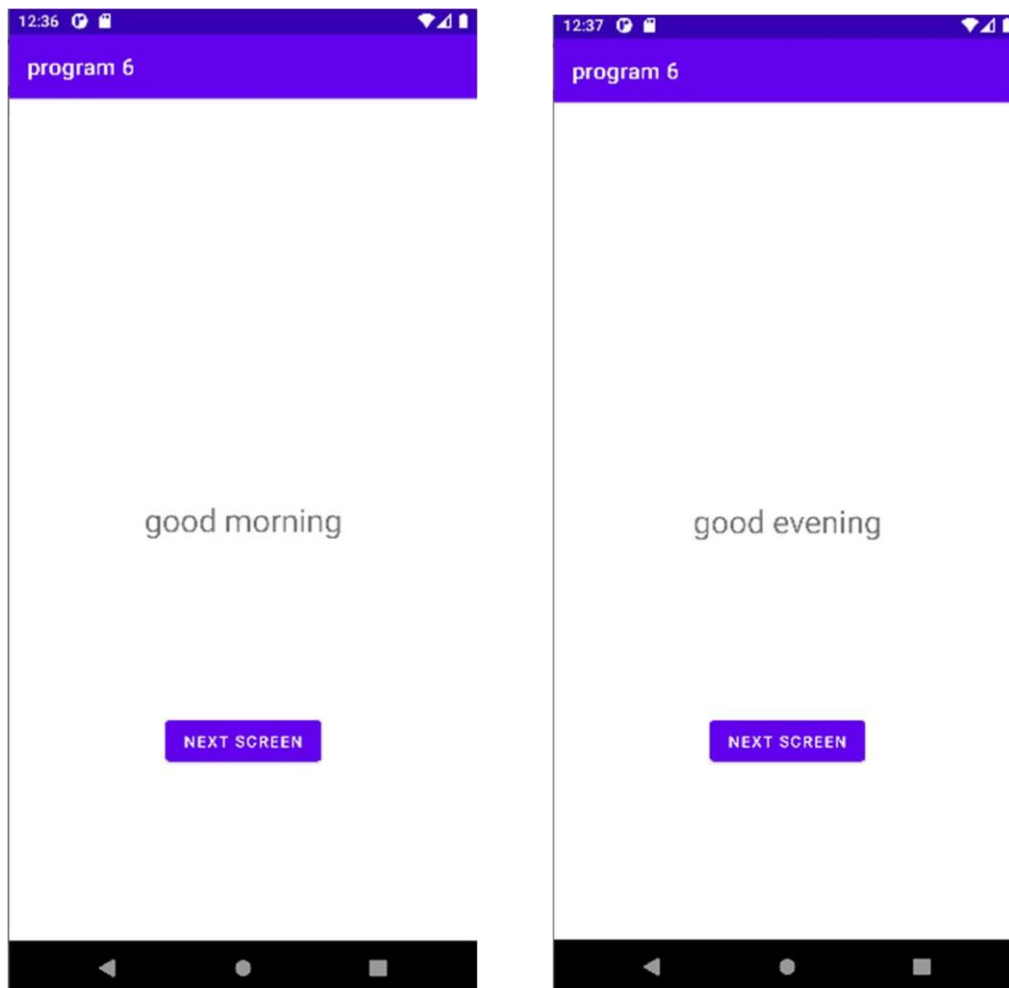 12:36
program 6
good morning
NEXT SCREEN
12:37
program 6
good evening
NEXT SCREEN